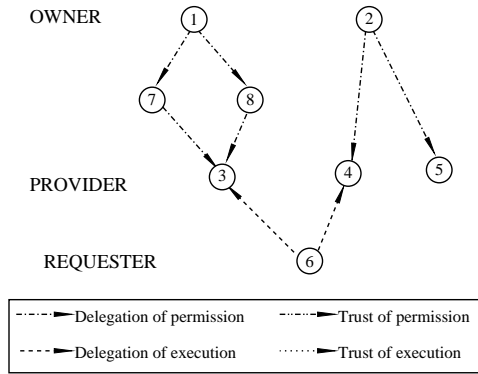 OWNER
1
2
7
8
3
4
5
PROVIDER
6
REQUESTER
Delegation of permission
Trust of permission
Delegation of execution
Trust of execution